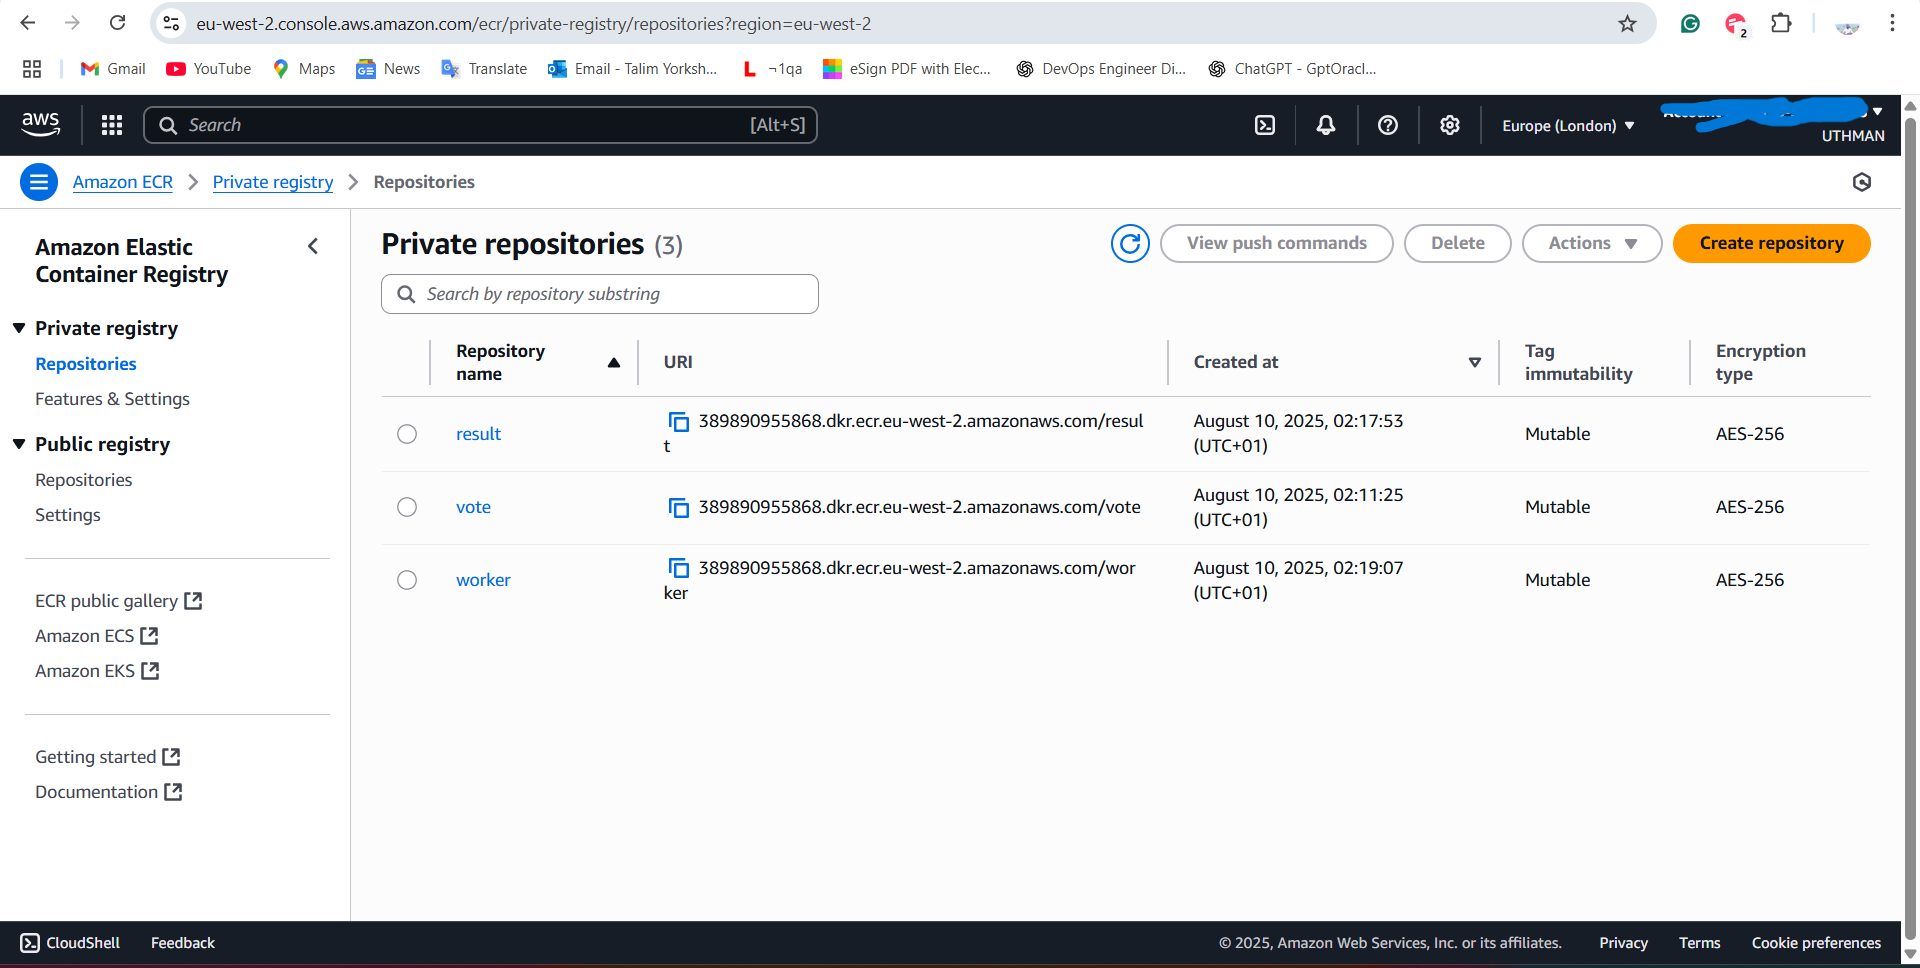 eu-west-2.console.aws.amazon.com/ecr/private-registry/repositories?region=eu-west-2
2
Gmail YouTube Maps News Translate Email - Talim Yorksh... ¬1qa eSign PDF with Elec... DevOps Engineer Di... ChatGPT - GptOracl...
aws Search [Alt+S] Europe (London)
UTHMAN
Amazon ECR Private registry Repositories
Amazon Elastic
Container Registry
Private registry
Repositories
Features & Settings
Public registry
Repositories
Settings
ECR public gallery
Amazon ECS
Amazon EKS
Getting started
Documentation
Private repositories (3)
View push commands Delete Actions Create repository
Search by repository substring
Repository
name
URI
Created at
Tag
immutability
Encryption
type
result
389890955868.dkr.ecr.eu-west-2.amazonaws.com/resul
t
August 10, 2025, 02:17:53
(UTC+01)
Mutable
AES-256
vote
389890955868.dkr.ecr.eu-west-2.amazonaws.com/vote
August 10, 2025, 02:11:25
(UTC+01)
Mutable
AES-256
worker
389890955868.dkr.ecr.eu-west-2.amazonaws.com/wor
ker
August 10, 2025, 02:19:07
(UTC+01)
Mutable
AES-256
CloudShell Feedback © 2025, Amazon Web Services, Inc. or its affiliates. Privacy Terms Cookie preferences